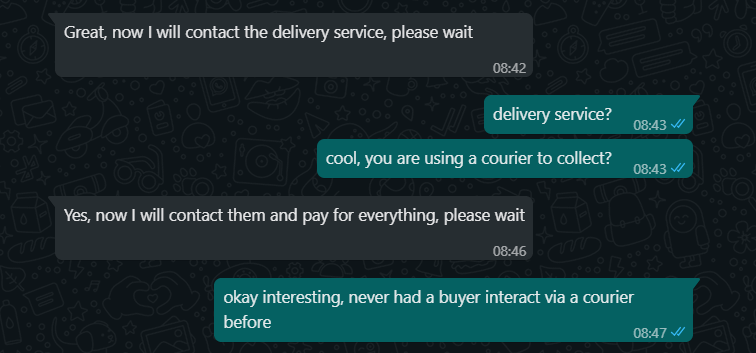 Great, now I will contact the delivery service, please wait
08:42
delivery service?
08:43
cool, you are using a courier to collect?
08:43
Yes, now I will contact them and pay for everything, please wait
08:46
okay interesting, never had a buyer interact via a courier
before
08:47